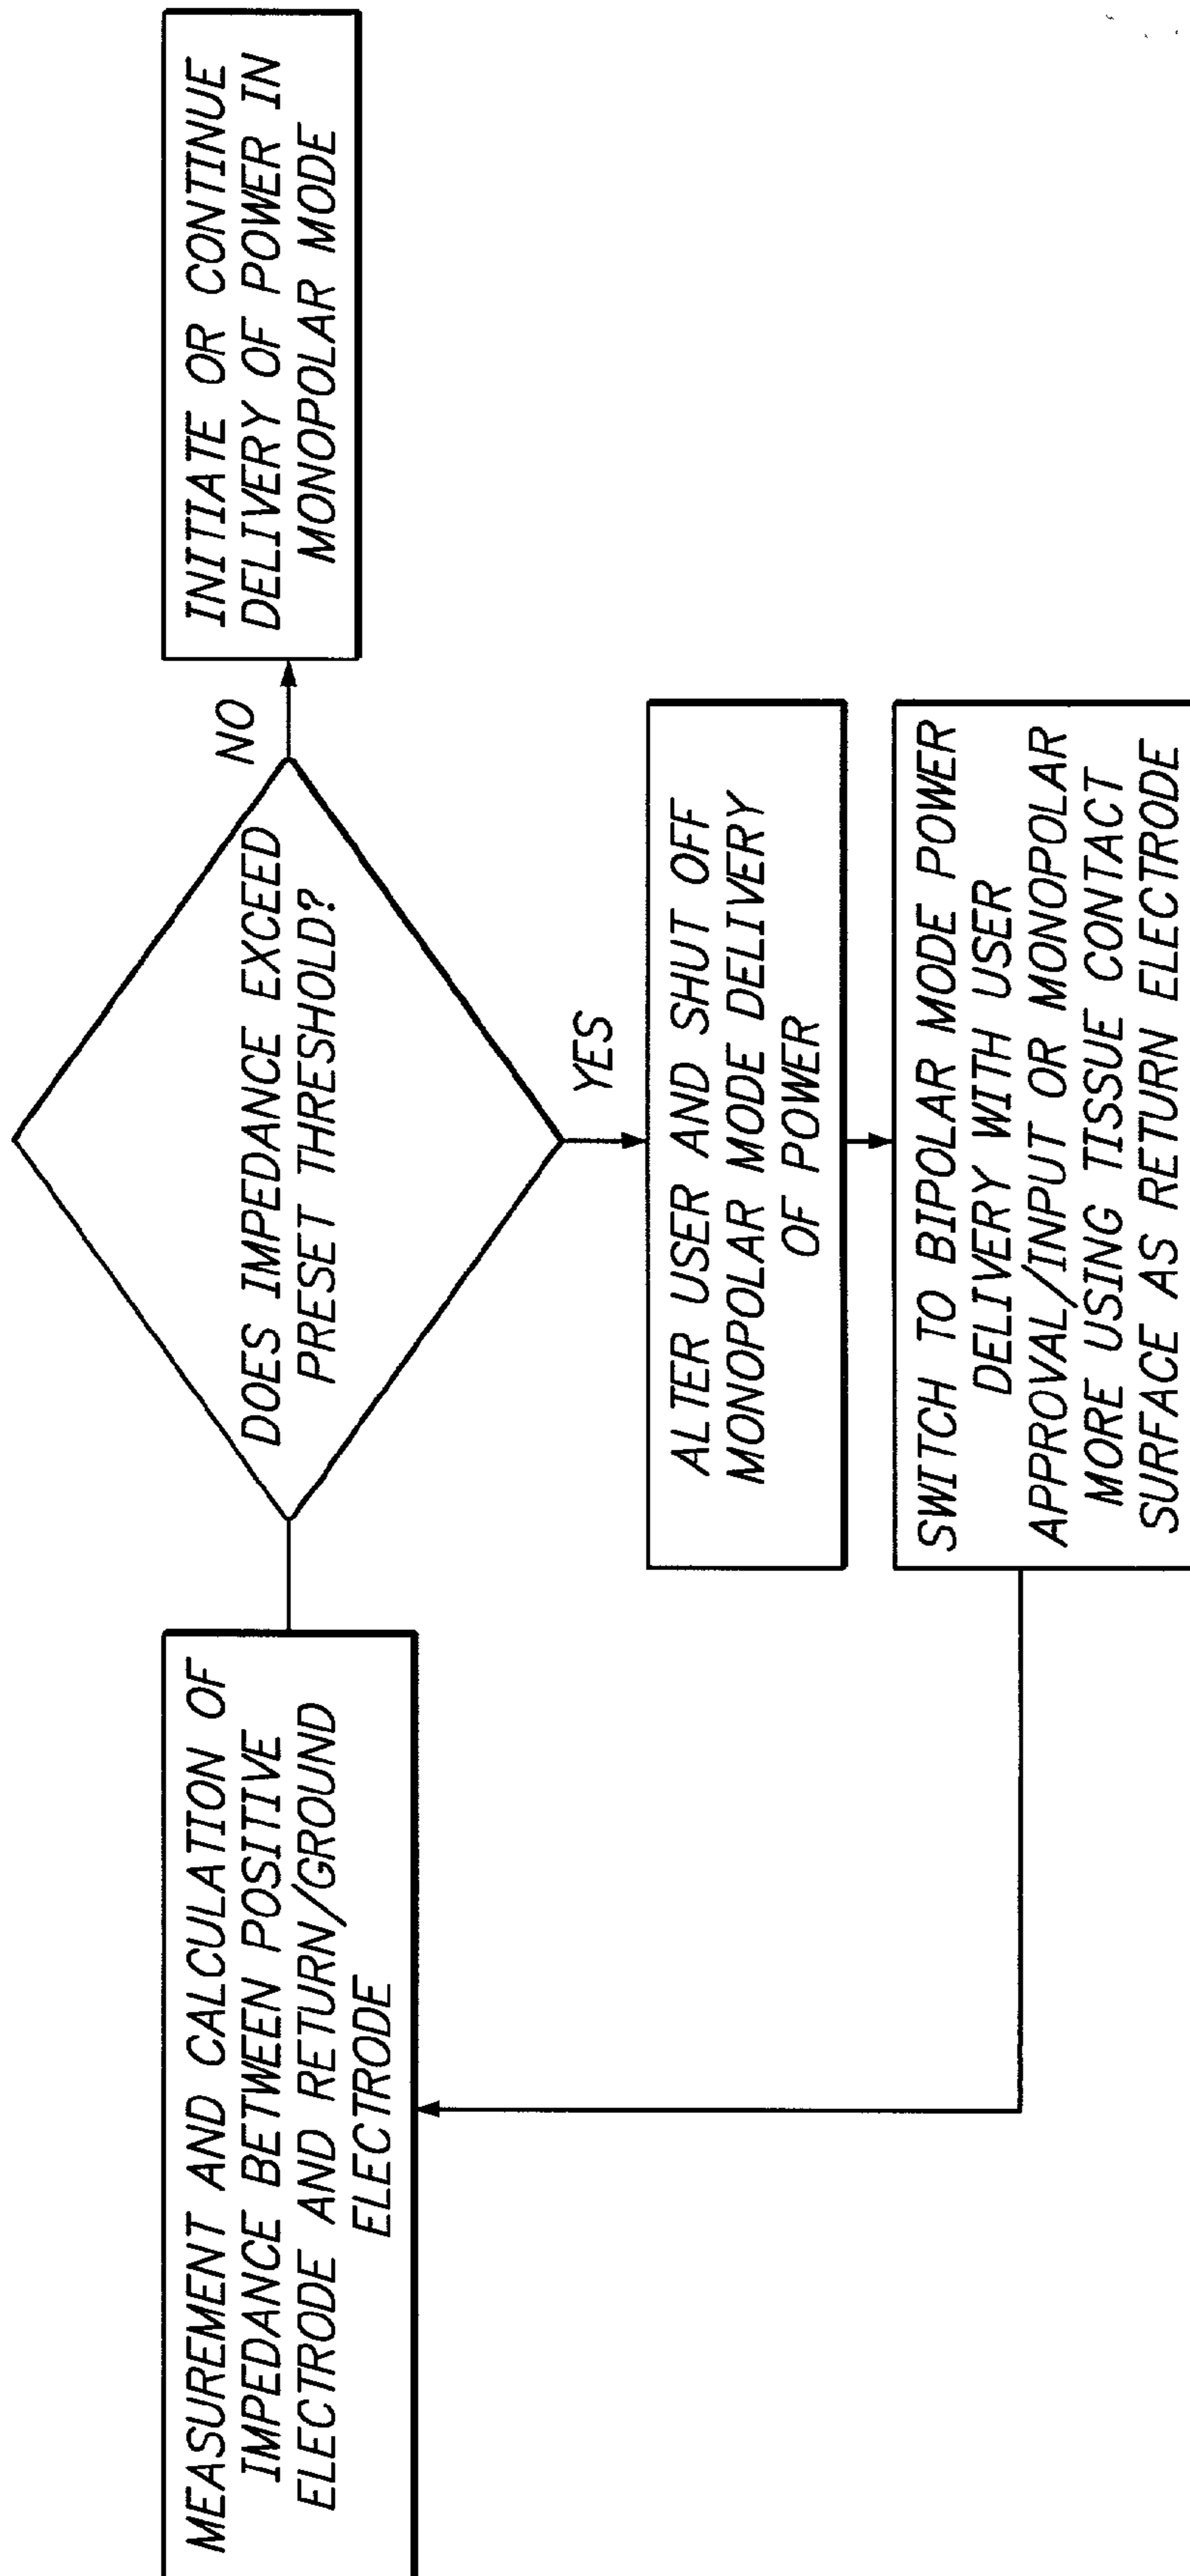 MEASUREMENT AND CALCULATION OF
IMPEDANCE BETWEEN POSITIVE
ELECTRODE AND RETURN/GROUND
ELECTRODE
DOES IMPEDANCE EXCEED
PRESET THRESHOLD?
NO
INITIATE OR CONTINUE
DELIVERY OF POWER IN
MONOPOLAR MODE
YES
ALTER USER AND SHUT OFF
MONOPOLAR MODE DELIVERY
OF POWER
SWITCH TO BIPOLAR MODE POWER
DELIVERY WITH USER
APPROVAL/INPUT OR MONOPOLAR
MORE USING TISSUE CONTACT
SURFACE AS RETURN ELECTRODE